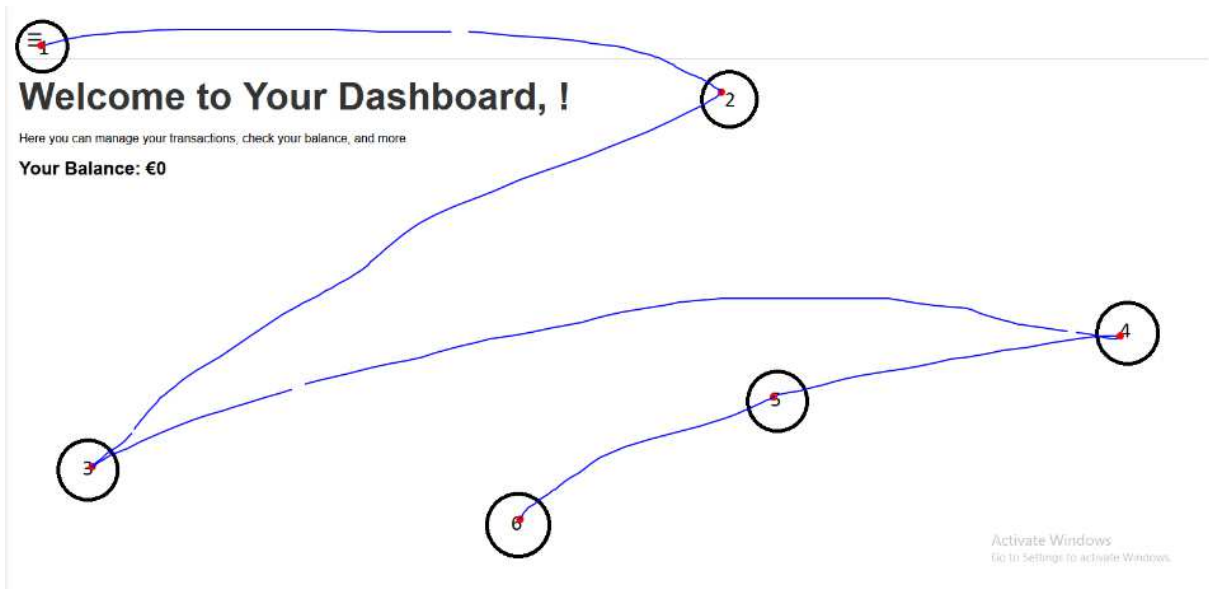 1
2
Welcome to Your Dashboard, !
Here you can manage your transactions, check your balance, and more
Your Balance: €0
4
5
3
6
Activate Windows
Go to Settings to activate Windows.